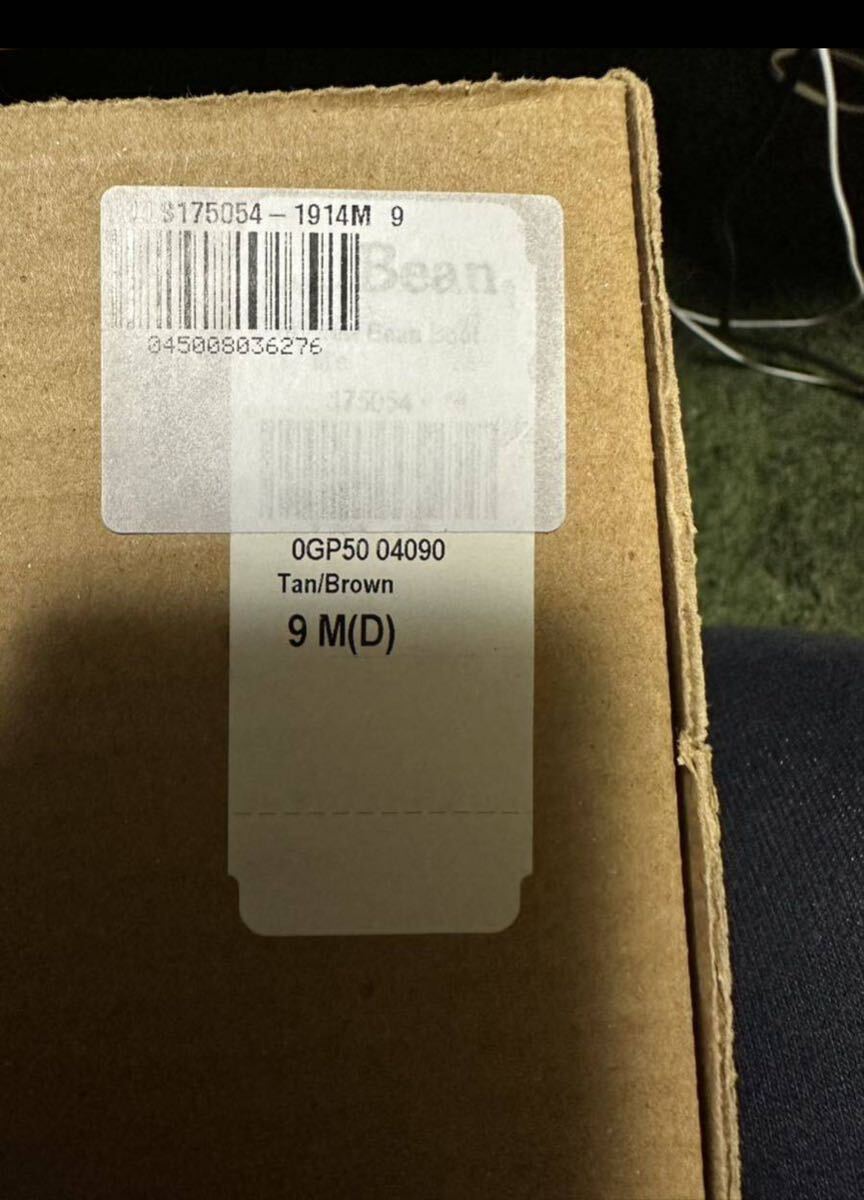 $175054-1914M 9
Bean
045008036276
Bean Boot
175054
0GP50 04090
Tan/Brown
9 M(D)